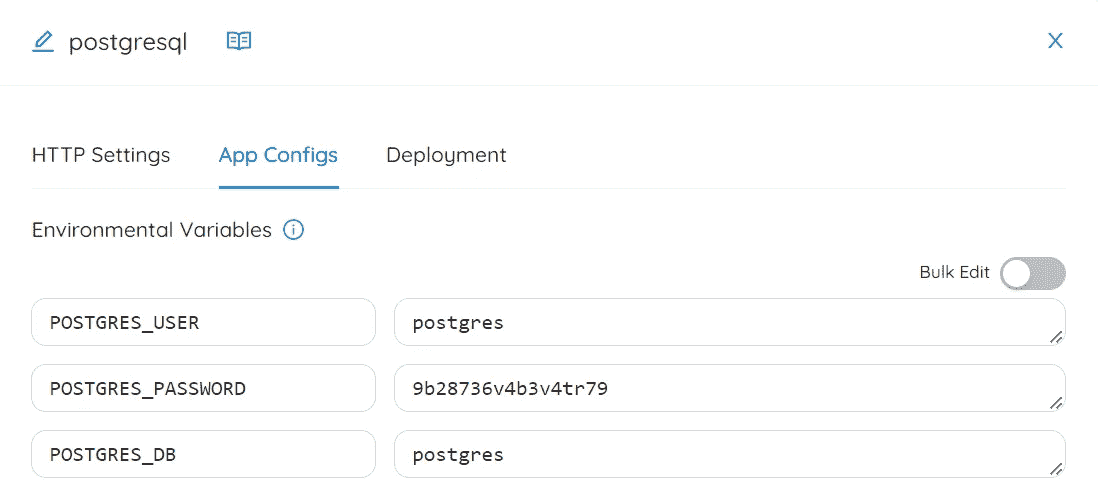 postgresql
X
HTTP Settings App Configs Deployment
Environmental Variables
Bulk Edit
POSTGRES_USER postgres
POSTGRES_PASSWORD 9b28736v4b3v4tr79
POSTGRES_DB postgres